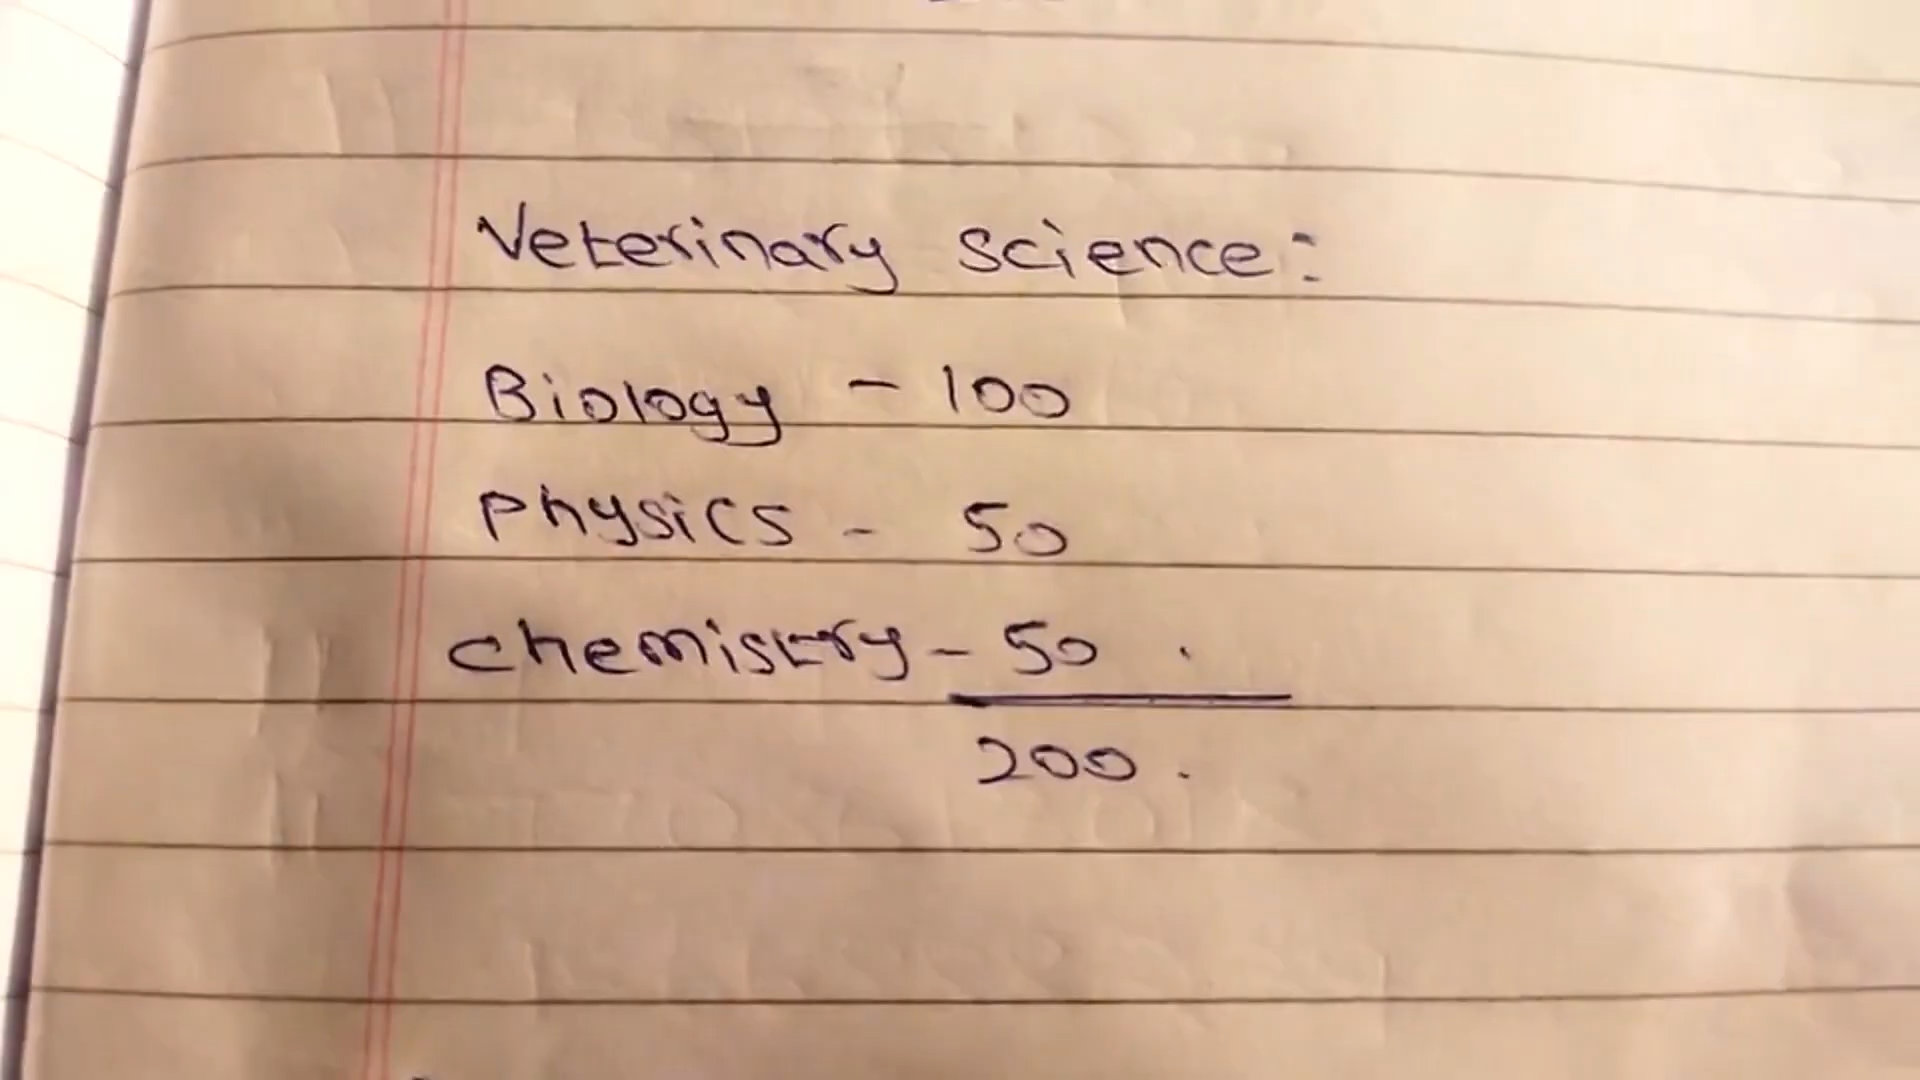 Veterinary science:
Biology - 100
Physics - 50
chemistry - 50
200.